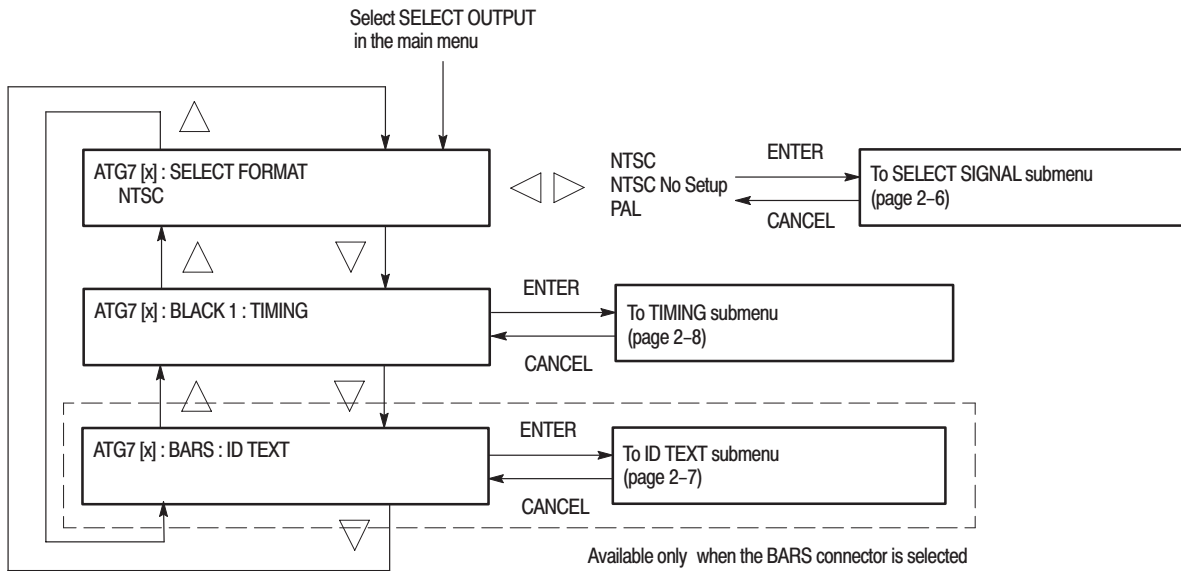 Select SELECT OUTPUT
in the main menu
ATG7 [x] : SELECT FORMAT
NTSC
NTSC
NTSC No Setup
PAL
ENTER
CANCEL
To SELECT SIGNAL submenu
(page 2–6)
ATG7 [x] : BLACK 1 : TIMING
ENTER
CANCEL
To TIMING submenu
(page 2–8)
ATG7 [x] : BARS : ID TEXT
ENTER
CANCEL
To ID TEXT submenu
(page 2–7)
Available only when the BARS connector is selected